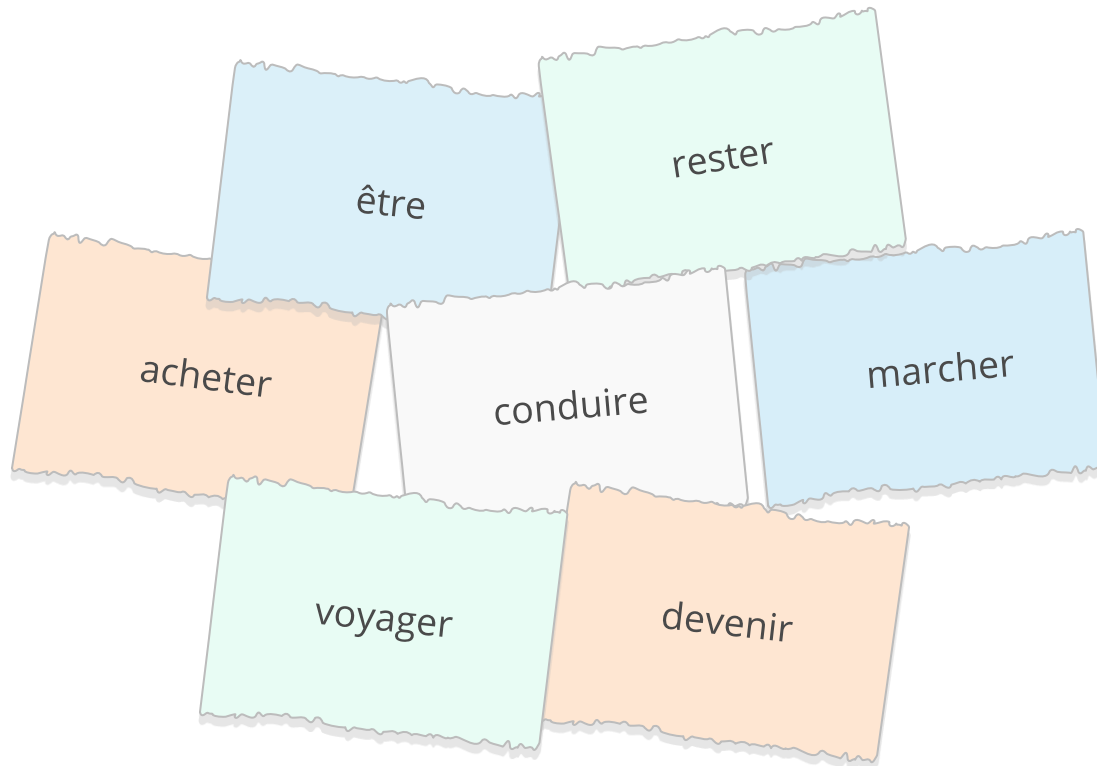 être
rester
acheter
conduire
marcher
voyager
devenir